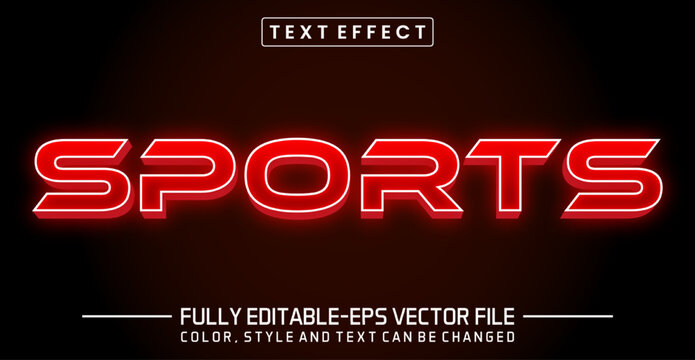 TEXT EFFECT
SPORTS
FULLY EDITABLE-EPS VECTOR FILE
COLOR, STYLE AND TEXT CAN BE CHANGED